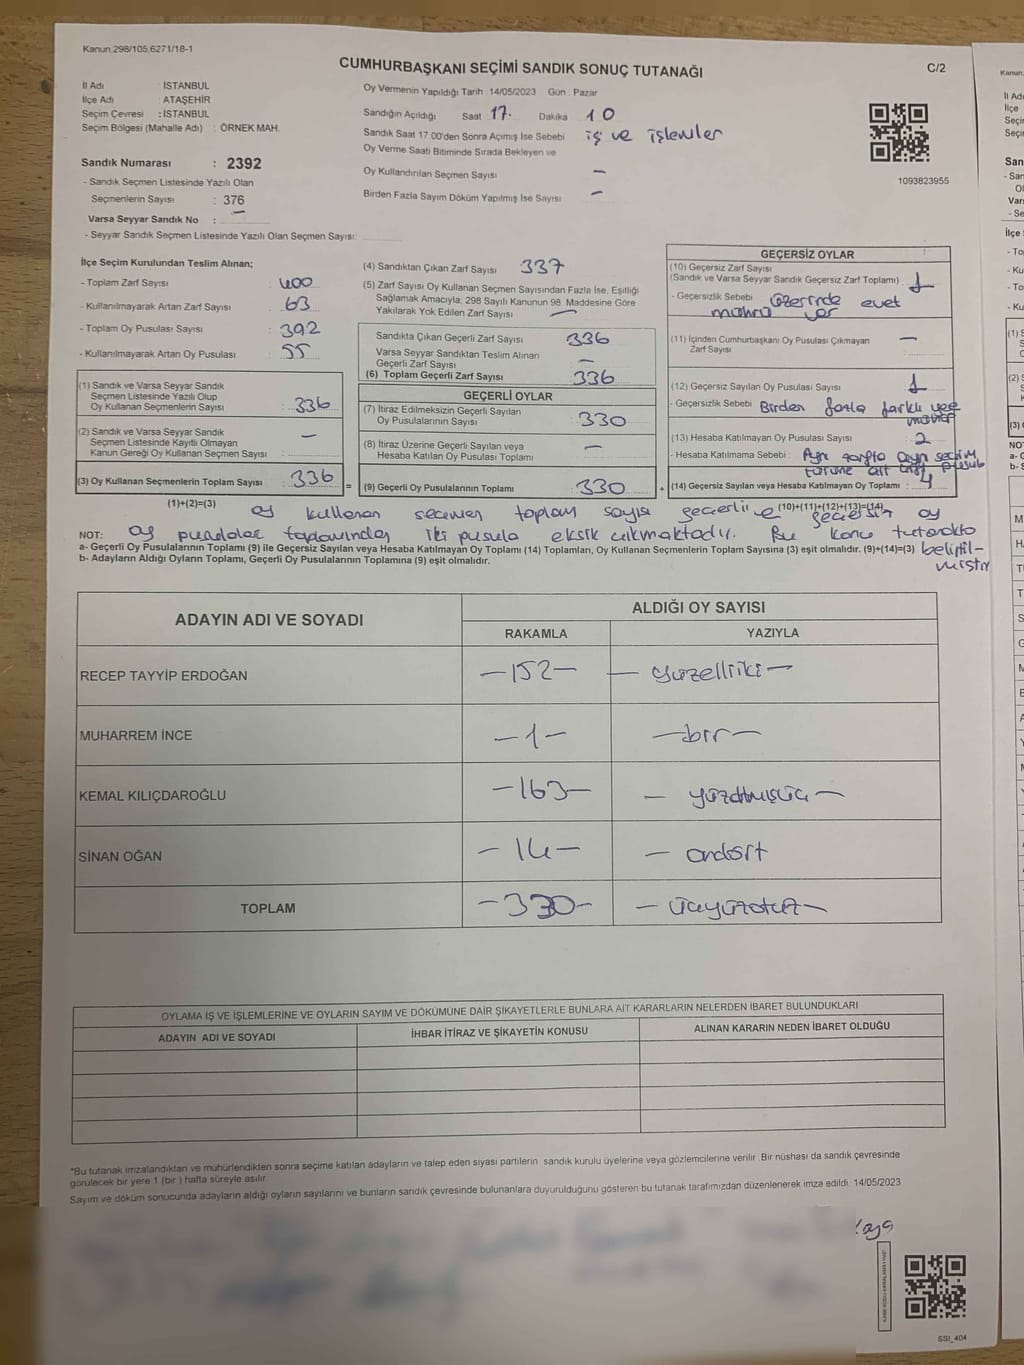 Kanun:298/105,6271/18-1
CUMHURBAŞKANI SEÇİMİ SANDIK SONUÇ TUTANAĞI
C/2
İl Adı : İSTANBUL
İlçe Adı : ATAŞEHİR
Seçim Çevresi : İSTANBUL
Seçim Bölgesi (Mahalle Adı) : ÖRNEK MAH.
Sandık Numarası : 2392
- Sandık Seçmen Listesinde Yazılı Olan
Seçmenlerin Sayısı : 376
Varsa Seyyar Sandık No : –
- Seyyar Sandık Seçmen Listesinde Yazılı Olan Seçmen Sayısı:
Oy Vermenin Yapıldığı Tarih : 14/05/2023 Gün : Pazar
Sandığın Açıldığı Saat 17. Dakika 10
Sandık Saat 17:00'den Sonra Açımış İse Sebebi iş ve işlemler
Oy Verme Saati Bitiminde Sırada Bekleyen ve
Oy Kullandırılan Seçmen Sayısı –
Birden Fazla Sayım Döküm Yapılmış İse Sayısı –
1093823955
İlçe Seçim Kurulundan Teslim Alınan;
- Toplam Zarf Sayısı : 400
- Kullanılmayarak Artan Zarf Sayısı : 63
- Toplam Oy Pusulası Sayısı : 392
- Kullanılmayarak Artan Oy Pusulası : 55
(1) Sandık ve Varsa Seyyar Sandık
Seçmen Listesinde Yazılı Olup
Oy Kullanan Seçmenlerin Sayısı : 336
(2) Sandık ve Varsa Seyyar Sandık
Seçmen Listesinde Kayıtlı Olmayan
Kanun Gereği Oy Kullanan Seçmen Sayısı : –
(3) Oy Kullanan Seçmenlerin Toplam Sayısı : 336
(1)+(2)=(3)
(4) Sandıktan Çıkan Zarf Sayısı 337
(5) Zarf Sayısı Oy Kullanan Seçmen Sayısından Fazla İse, Eşitliği
Sağlamak Amacıyla, 298 Sayılı Kanunun 98. Maddesine Göre
Yakılarak Yok Edilen Zarf Sayısı –
Sandıkta Çıkan Geçerli Zarf Sayısı 336
Varsa Seyyar Sandıktan Teslim Alınan
Geçerli Zarf Sayısı –
(6) Toplam Geçerli Zarf Sayısı 336
GEÇERLİ OYLAR
(7) İtiraz Edilmeksizin Geçerli Sayılan
Oy Pusulalarının Sayısı : 330
(8) İtiraz Üzerine Geçerli Sayılan veya
Hesaba Katılan Oy Pusulası Toplamı : –
= (9) Geçerli Oy Pusulalarının Toplamı : 330 +
GEÇERSİZ OYLAR
(10) Geçersiz Zarf Sayısı
(Sandık ve Varsa Seyyar Sandık Geçersiz Zarf Toplamı) 1
- Geçersizlik Sebebi üzerinde evet
mührü var
(11) İçinden Cumhurbaşkanı Oy Pusulası Çıkmayan
Zarf Sayısı –
(12) Geçersiz Sayılan Oy Pusulası Sayısı : 1
- Geçersizlik Sebebi Birden fazla farklı yere
mühür
(13) Hesaba Katılmayan Oy Pusulası Sayısı : 2
- Hesaba Katılmama Sebebi : Aynı zarfta aynı seçim
türüne ait pusula
(14) Geçersiz Sayılan veya Hesaba Katılmayan Oy Toplamı : 4
(10)+(11)+(12)+(13)=(14)
oy kullanan seçmen toplam sayısı geçerli ve geçersiz oy
pusulalar toplamından iki pusula eksik çıkmaktadır. Bu konu tutanakta
belirtil-
miştir
NOT:
a- Geçerli Oy Pusulalarının Toplamı (9) ile Geçersiz Sayılan veya Hesaba Katılmayan Oy Toplamı (14) Toplamları, Oy Kullanan Seçmenlerin Toplam Sayısına (3) eşit olmalıdır. (9)+(14)=(3)
b- Adayların Aldığı Oyların Toplamı, Geçerli Oy Pusulalarının Toplamına (9) eşit olmalıdır.
ADAYIN ADI VE SOYADI
ALDIĞI OY SAYISI
RAKAMLA YAZIYLA
RECEP TAYYİP ERDOĞAN –152– – yüzelliiki –
MUHARREM İNCE –1– –bir–
KEMAL KILIÇDAROĞLU –163– – yüzatmışüç –
SİNAN OĞAN –14– – ondört
TOPLAM –330– – üçyüzotuz –
OYLAMA İŞ VE İŞLEMLERİNE VE OYLARIN SAYIM VE DÖKÜMÜNE DAİR ŞİKAYETLERLE BUNLARA AİT KARARLARIN NELERDEN İBARET BULUNDUKLARI
ADAYIN ADI VE SOYADI İHBAR İTİRAZ VE ŞİKAYETİN KONUSU ALINAN KARARIN NEDEN İBARET OLDUĞU
*Bu tutanak imzalandıktan ve mühürlendikten sonra seçime katılan adayların ve talep eden siyasi partilerin sandık kurulu üyelerine veya gözlemcilerine verilir. Bir nüshası da sandık çevresinde
görülecek bir yere 1 (bir ) hafta süreyle asılır.
Sayım ve döküm sonucunda adayların aldığı oyların sayılarını ve bunların sandık çevresinde bulunanlara duyurulduğunu gösteren bu tutanak tarafımızdan düzenlenerek imza edildi. 14/05/2023
SSI_404